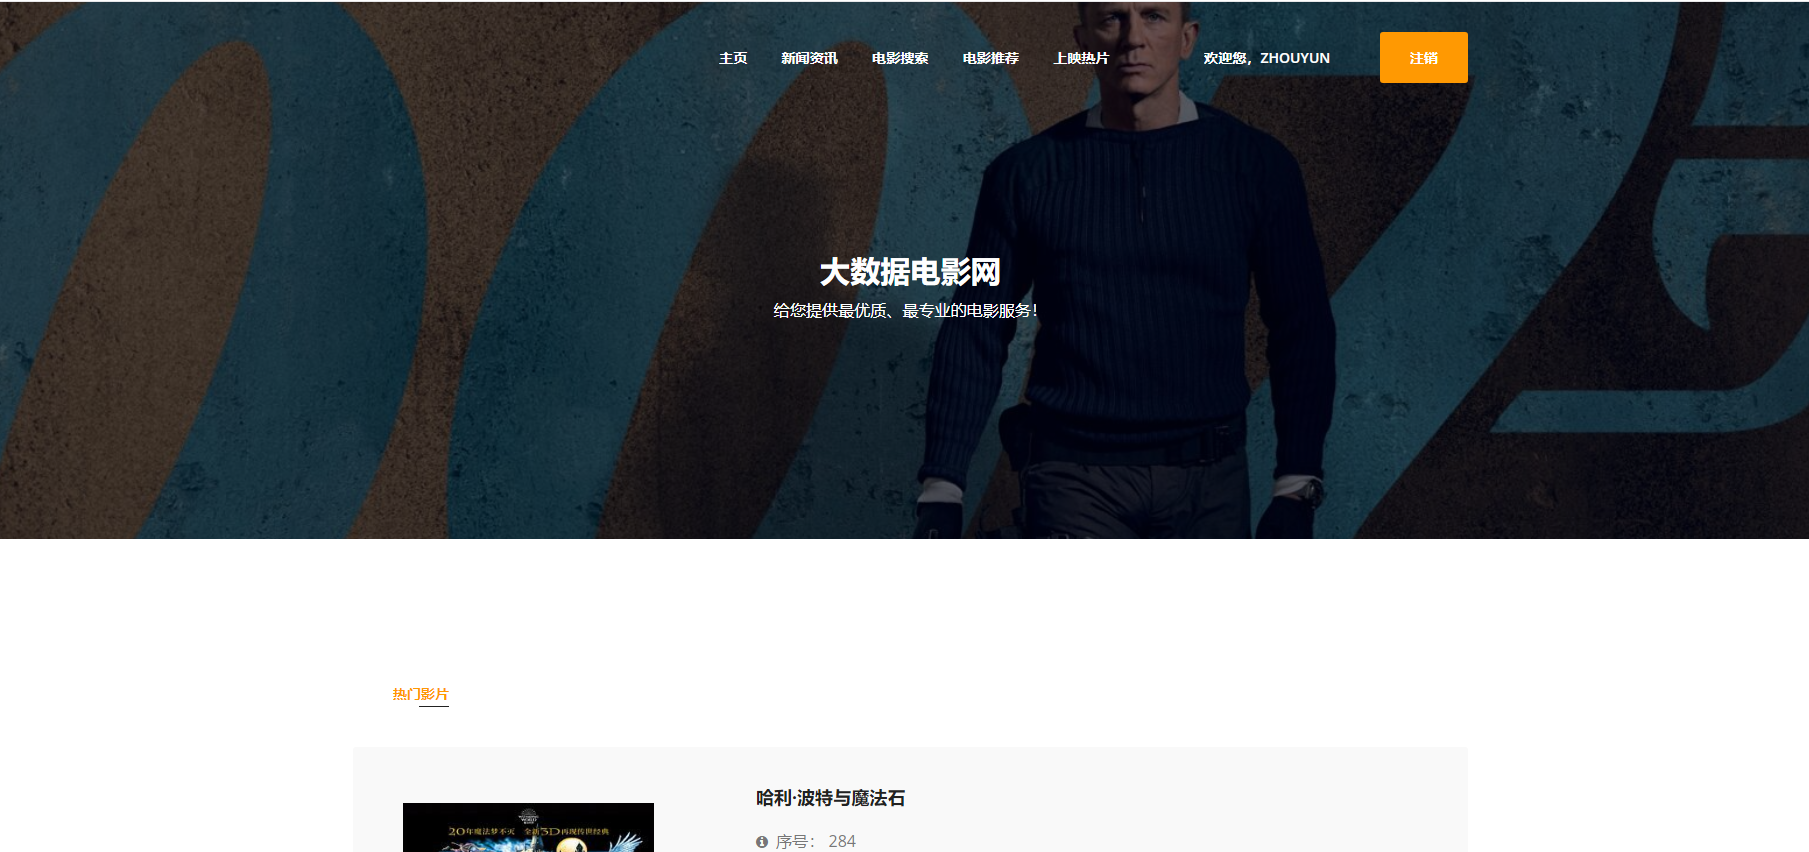 主页 新闻资讯 电影搜索 电影推荐 上映热片 欢迎您，ZHOUYUN 注销
大数据电影网
给您提供最优质、最专业的电影服务！
热门影片
哈利·波特与魔法石
20年魔法梦不灭 全新3D再现传世经典
序号： 284